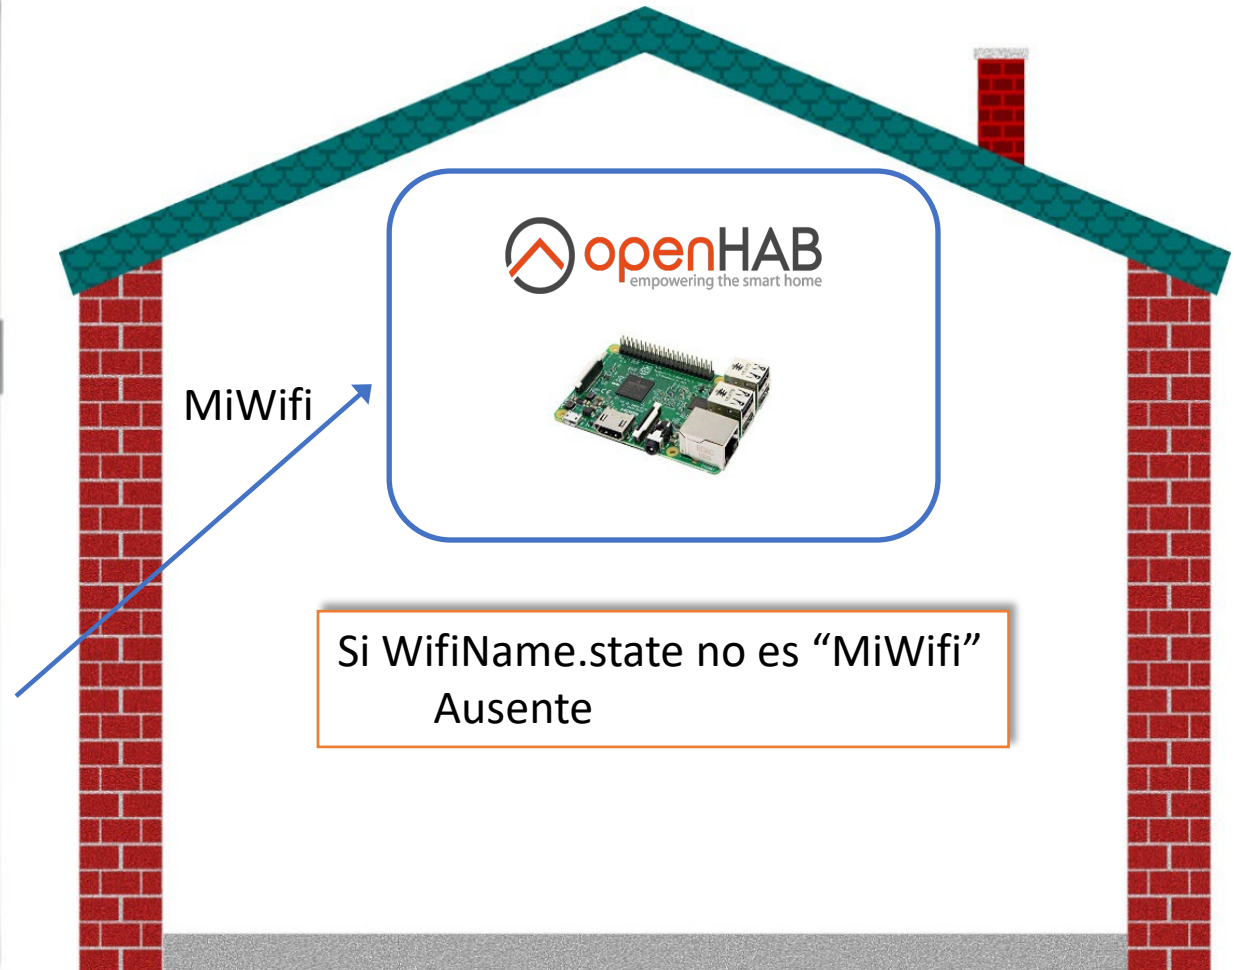 openHAB
empowering the smart home
MiWifi
Si WifiName.state no es “MiWifi”
Ausente